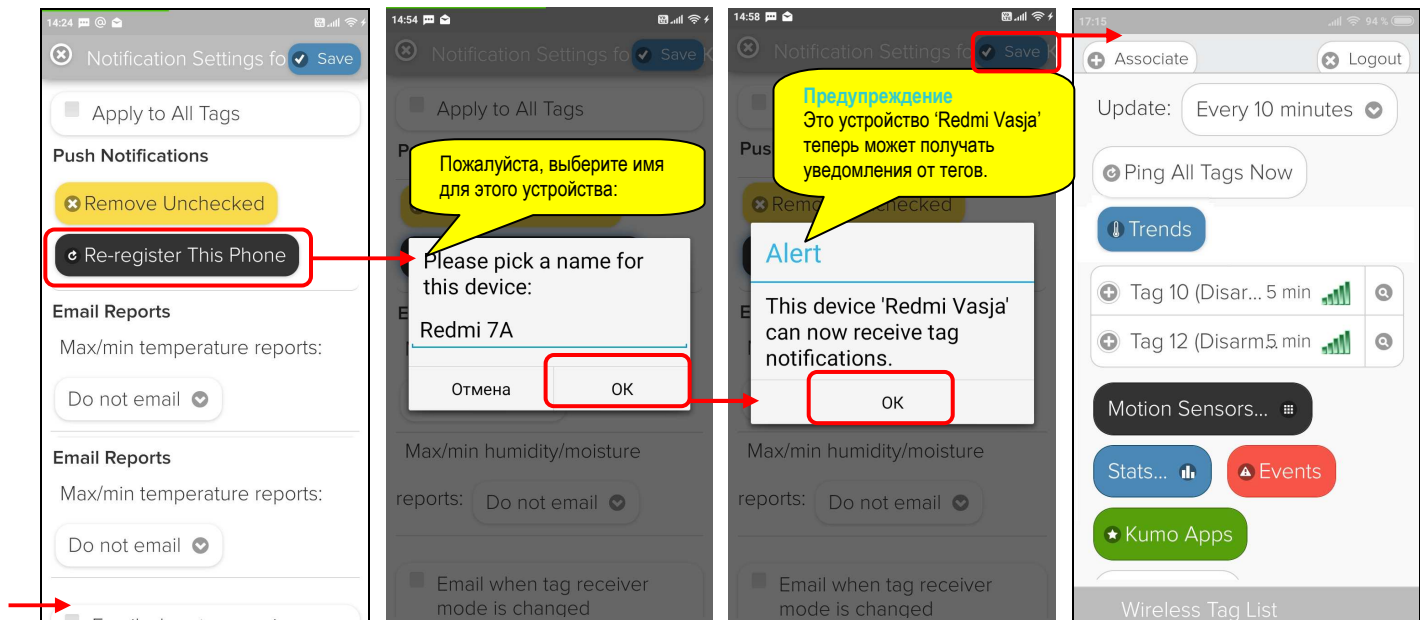 14:24
Notification Settings fo
Save
Apply to All Tags
Push Notifications
Remove Unchecked
Re-register This Phone
Email Reports
Max/min temperature reports:
Do not email
Email Reports
Max/min temperature reports:
Do not email
14:54
Notification Settings fo
Save
K
Apply to All Tags
P
Пожалуйста, выберите имя
для этого устройства:
Please pick a name for
this device:
Redmi 7A
Отмена
OK
E
Max/min humidity/moisture
reports:
Do not email
Email when tag receiver
mode is changed
14:58
Notification Settings fo
Save
K
Предупреждение
Это устройство ‘Redmi Vasja’
теперь может получать
уведомления от тегов.
Pus
Remo
checked
Alert
This device 'Redmi Vasja'
can now receive tag
notifications.
OK
E
Max/min humidity/moisture
reports:
Do not email
Email when tag receiver
mode is changed
17:15
94 %
Associate
Logout
Update:
Every 10 minutes
Ping All Tags Now
Trends
Tag 10 (Disar... 5 min
Tag 12 (Disarm 5 min
Motion Sensors...
Stats...
Events
Kumo Apps
Wireless Tag List